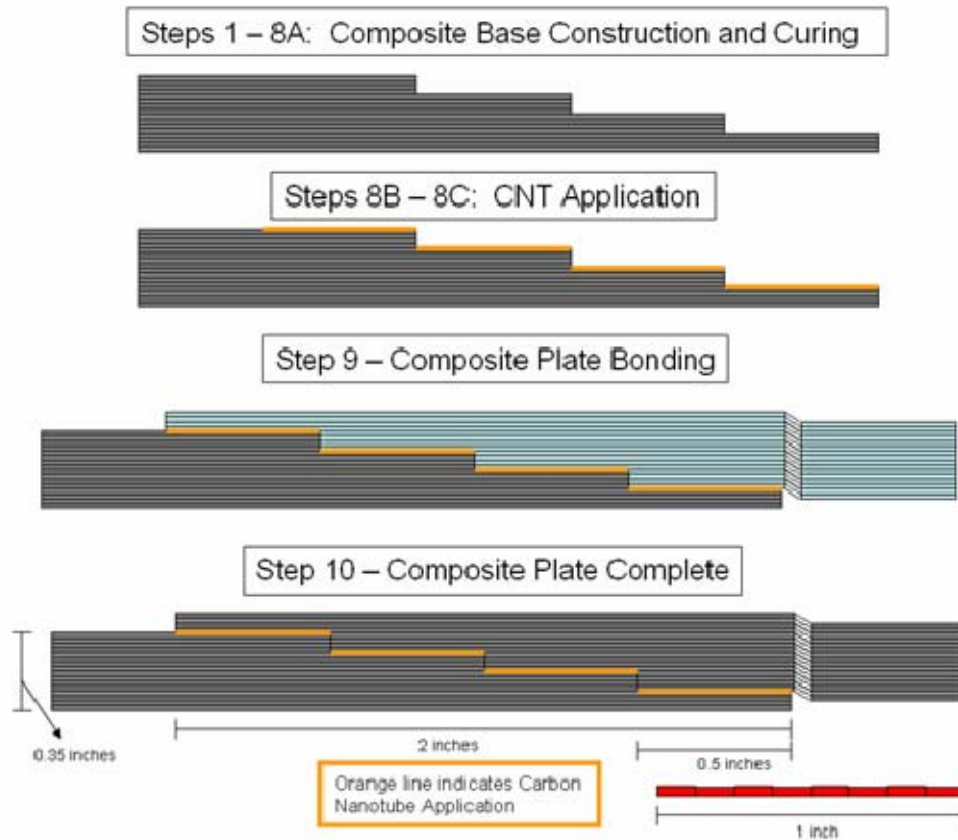 Steps 1 – 8A: Composite Base Construction and Curing
Steps 8B – 8C: CNT Application
Step 9 – Composite Plate Bonding
Step 10 – Composite Plate Complete
0.35 inches
2 inches
0.5 inches
Orange line indicates Carbon
Nanotube Application
1 inch